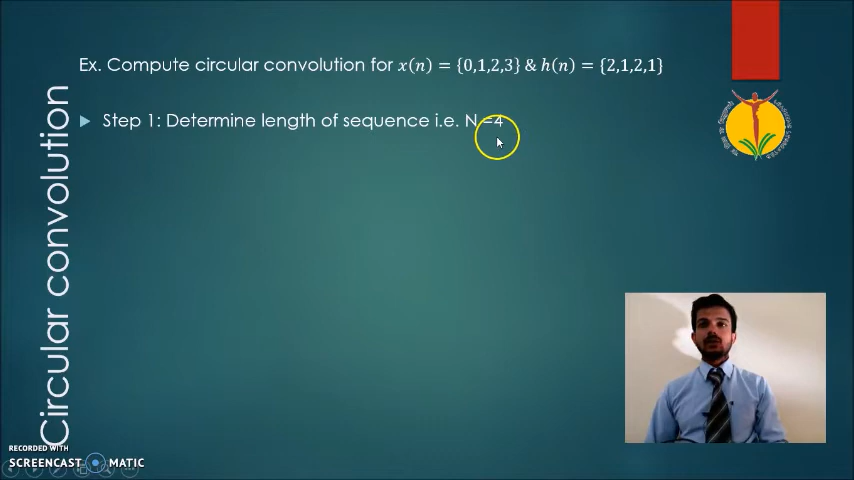 Ex. Compute circular convolution for x(n) = {0,1,2,3} & h(n) = {2,1,2,1}
Step 1: Determine length of sequence i.e. N =4
Circular convolution
RECORDED WITH
SCREENCAST MATIC